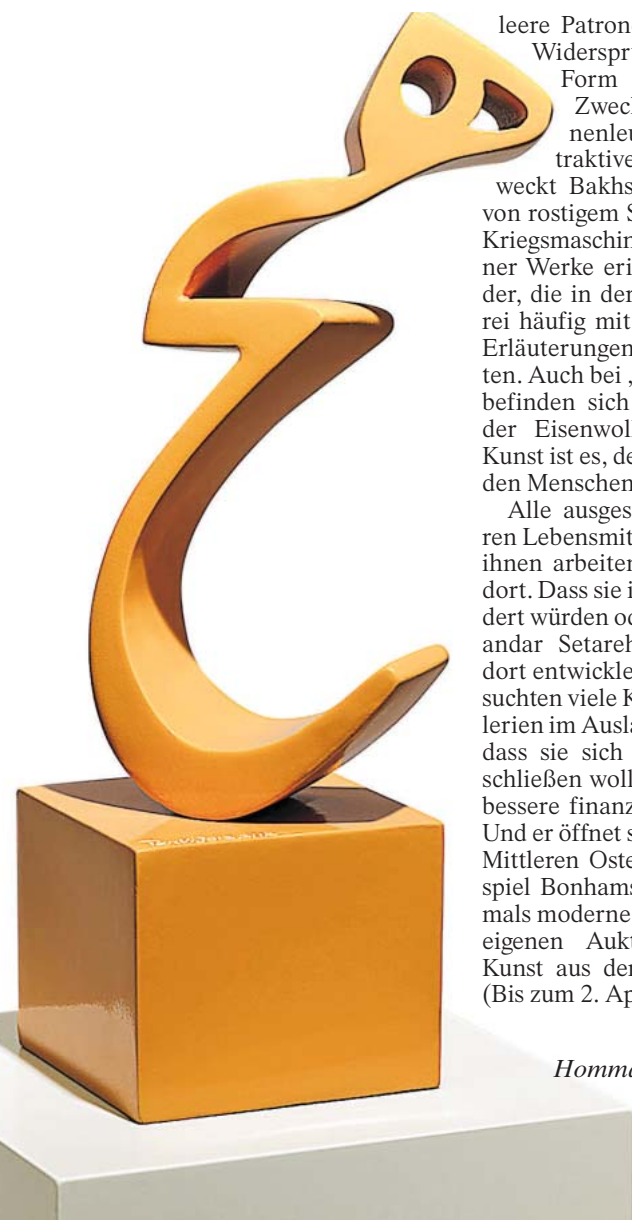 leere Patron
Widerspru
Form
Zweck
nenleu
traktive
weckt Bakhs
von rostigem S
Kriegsmaschin
ner Werke eri
der, die in der
rei häufig mit
Erläuterungen
ten. Auch bei „
befinden sich
der Eisenwoll
Kunst ist es, de
den Menschen
Alle ausges
ren Lebensmit
ihnen arbeiten
dort. Dass sie i
dert würden od
andar Setareh
dort entwickle
suchten viele K
lerien im Ausla
dass sie sich
schließen woll
bessere finanz
Und er öffnet s
Mittleren Oste
spiel Bonhams
mals moderne
eigenen Aukt
Kunst aus der
(Bis zum 2. Ap
Homma